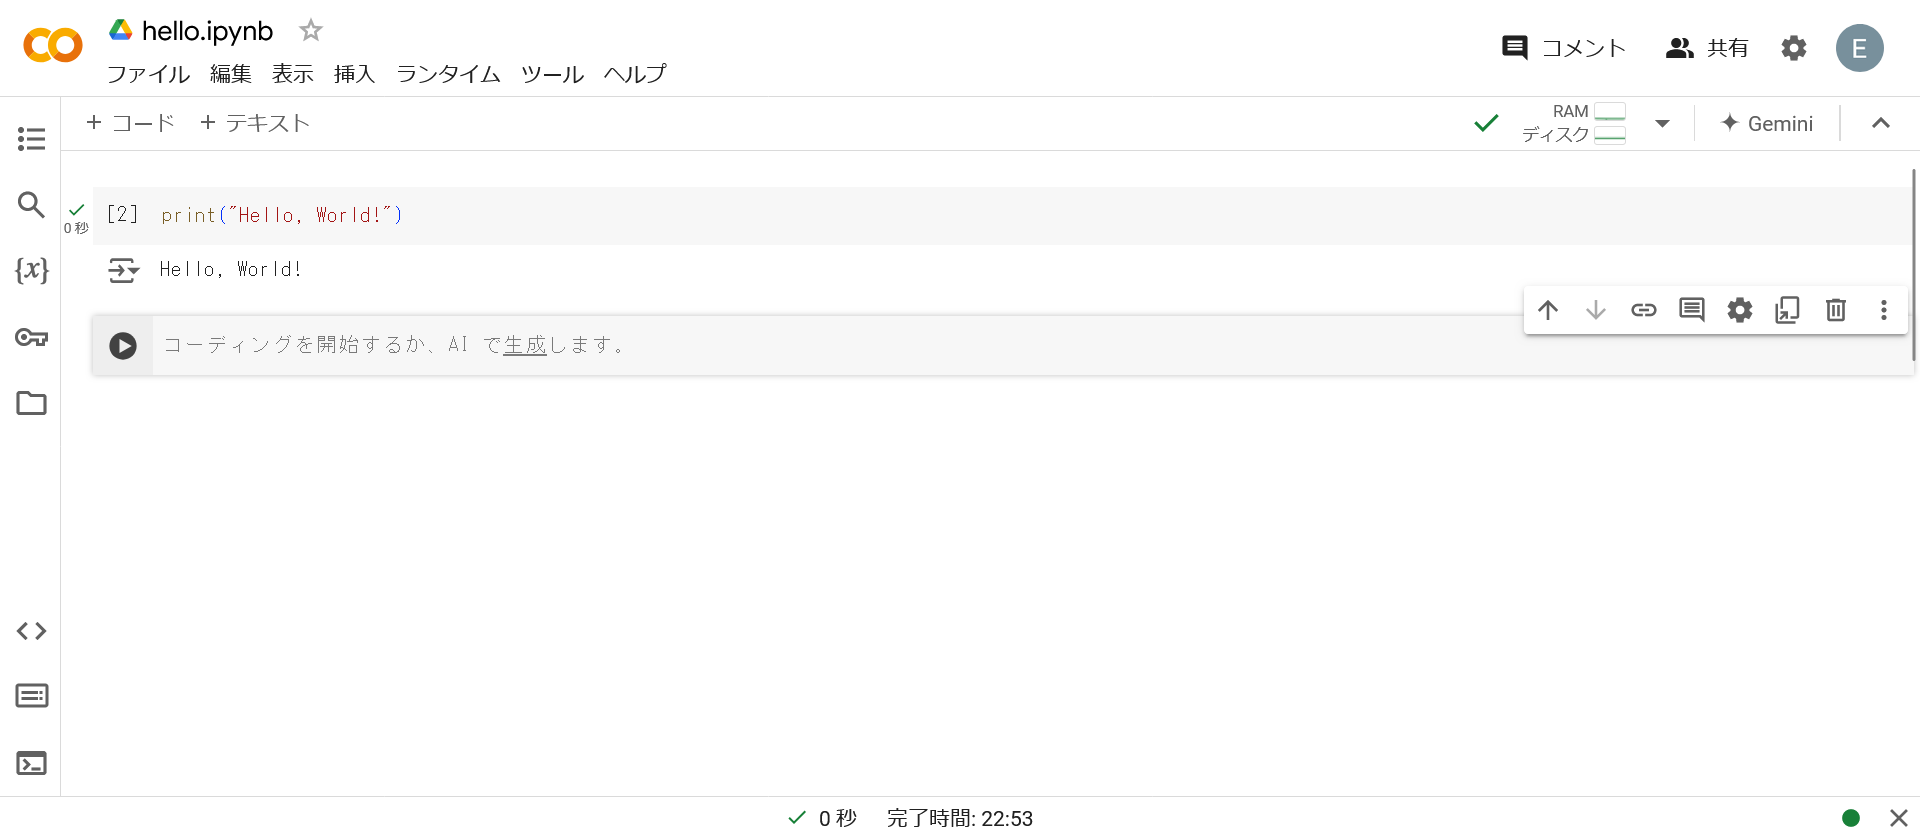 hello.ipynb
ファイル 編集 表示 挿入 ランタイム ツール ヘルプ
コメント 共有 E
+ コード + テキスト
RAM
ディスク
Gemini
[2] print("Hello, World!")
0 秒
Hello, World!
{x}
コーディングを開始するか、AI で生成します。
0 秒 完了時間: 22:53